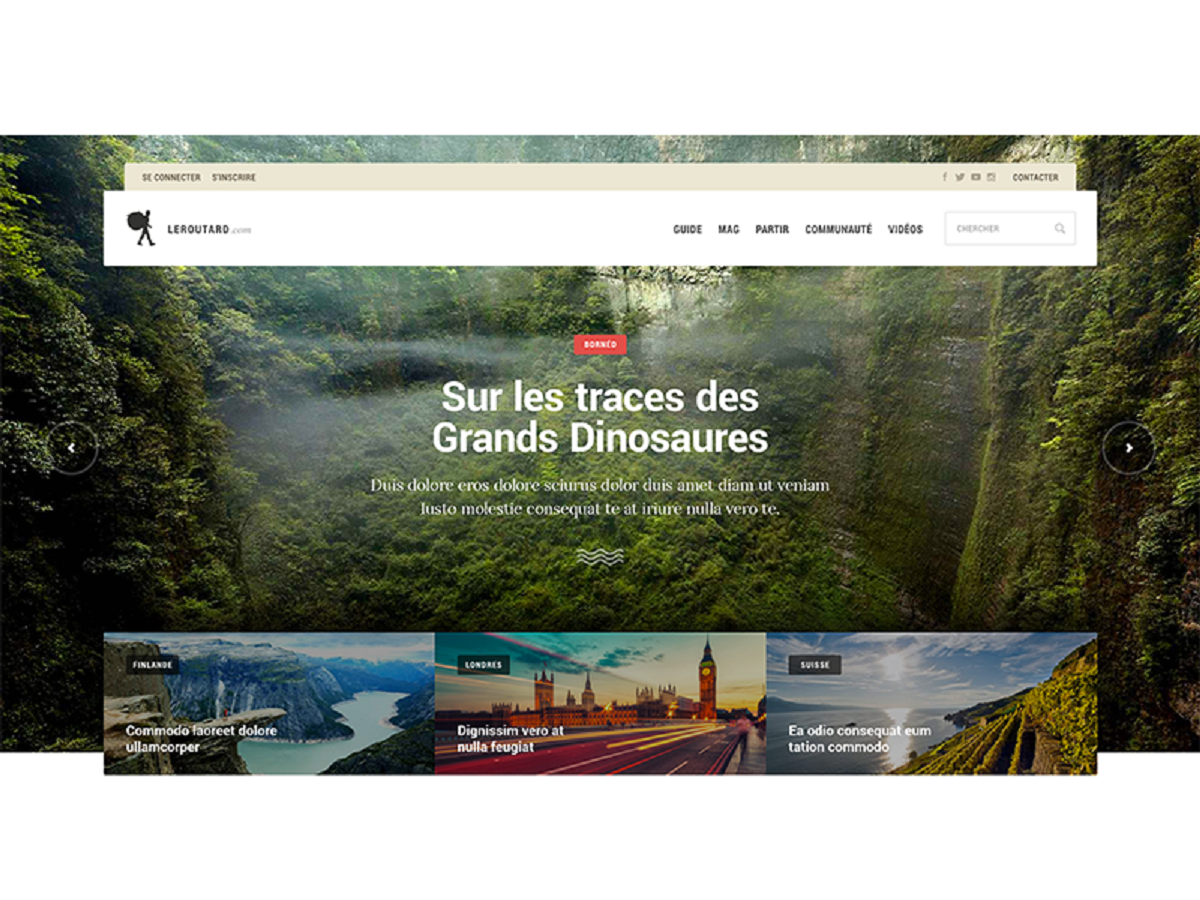 SE CONNECTER S'INSCRIRE CONTACTER
LEROUTARD.com GUIDE MAG PARTIR COMMUNAUTÉ VIDÉOS CHERCHER
BORNÉO
Sur les traces des
Grands Dinosaures
Duis dolore eros dolore sciurus dolor duis amet diam ut veniam
Iusto molestie consequat te at iriure nulla vero te.
FINLANDE
Commodo laoreet dolore
ullamcorper
LONDRES
Dignissim vero at
nulla feugiat
SUISSE
Ea odio consequat eum
tation commodo